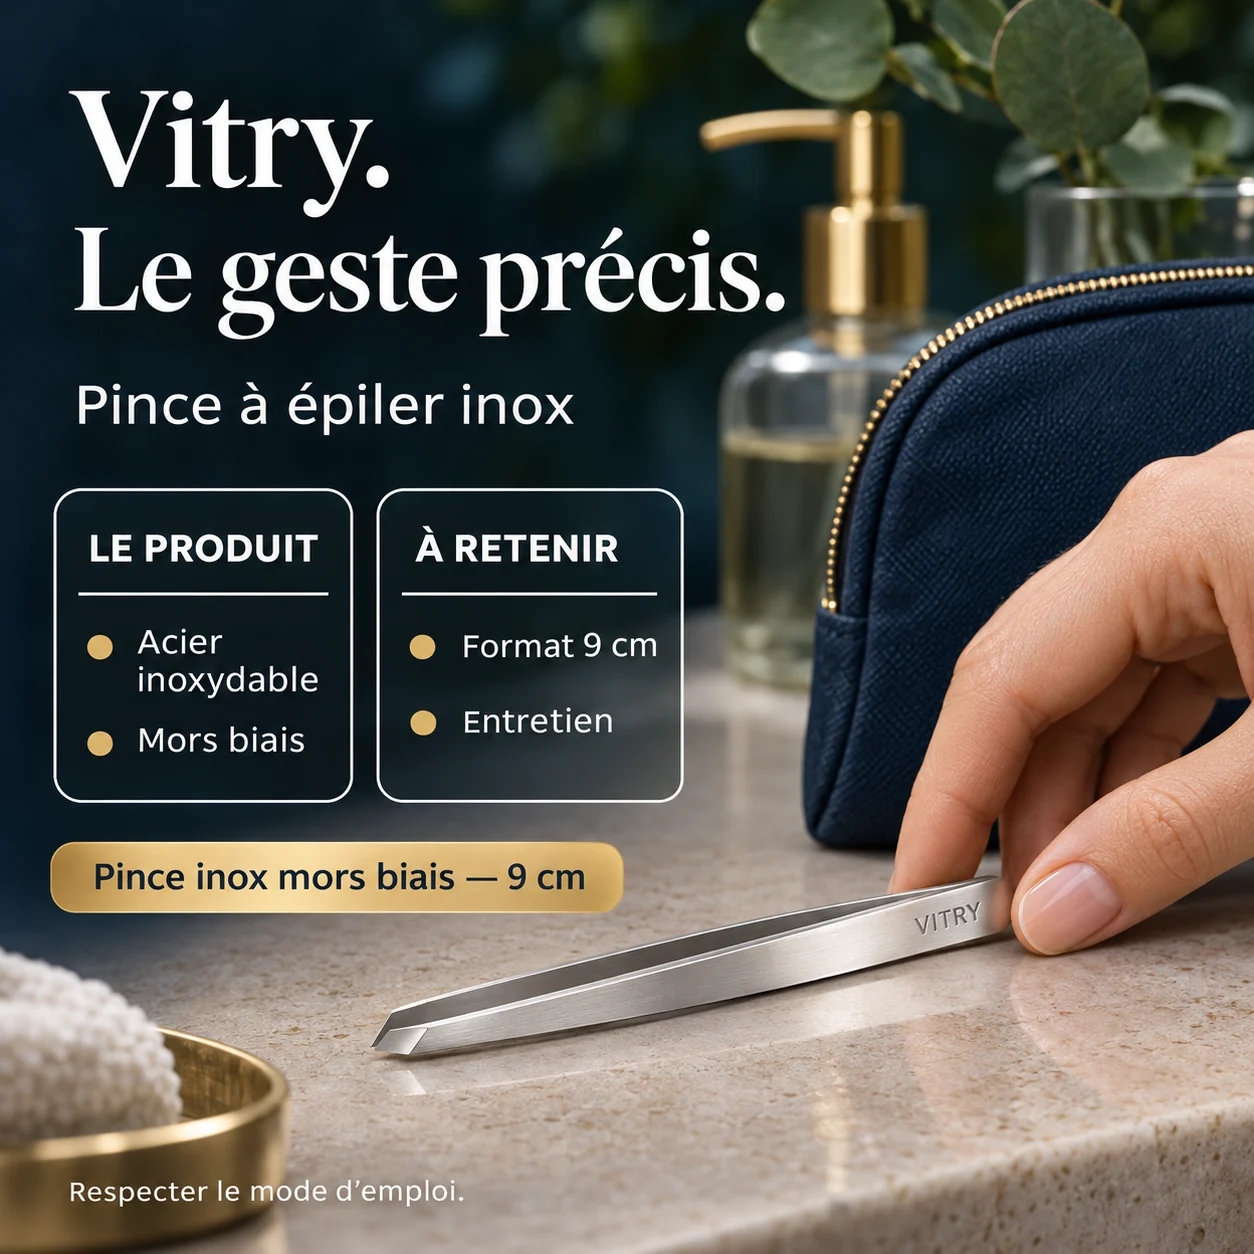 Vitry.
Le geste précis.
Pince à épiler inox
LE PRODUIT
Acier
inoxydable
Mors biais
À RETENIR
Format 9 cm
Entretien
Pince inox mors biais — 9 cm
VITRY
Respecter le mode d’emploi.